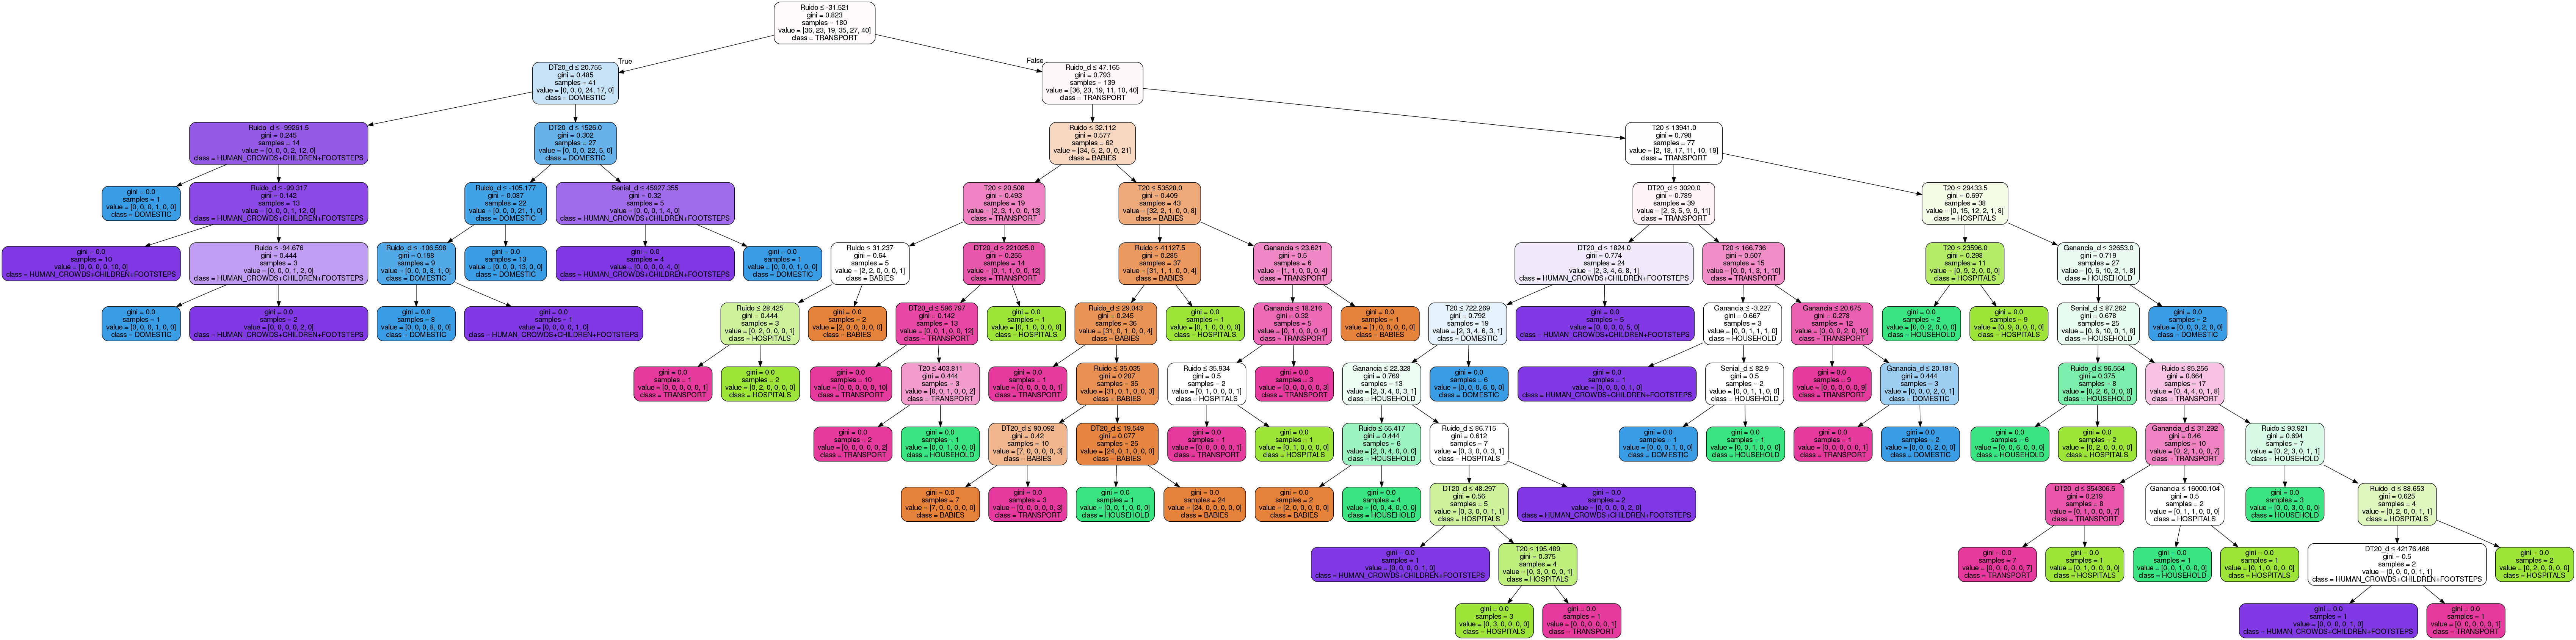 Ruido ≤ -31.521
gini = 0.823
samples = 180
value = [36, 23, 19, 35, 27, 40]
class = TRANSPORT
True
False
DT20_d ≤ 20.755
gini = 0.485
samples = 41
value = [0, 0, 0, 24, 17, 0]
class = DOMESTIC
Ruido_d ≤ 47.165
gini = 0.793
samples = 139
value = [36, 23, 19, 11, 10, 40]
class = TRANSPORT
Ruido_d ≤ -99261.5
gini = 0.245
samples = 14
value = [0, 0, 0, 2, 12, 0]
class = HUMAN_CROWDS+CHILDREN+FOOTSTEPS
DT20_d ≤ 1526.0
gini = 0.302
samples = 27
value = [0, 0, 0, 22, 5, 0]
class = DOMESTIC
Ruido ≤ 32.112
gini = 0.577
samples = 62
value = [34, 5, 2, 0, 0, 21]
class = BABIES
T20 ≤ 13941.0
gini = 0.798
samples = 77
value = [2, 18, 17, 11, 10, 19]
class = TRANSPORT
gini = 0.0
samples = 1
value = [0, 0, 0, 1, 0, 0]
class = DOMESTIC
Ruido_d ≤ -99.317
gini = 0.142
samples = 13
value = [0, 0, 0, 1, 12, 0]
class = HUMAN_CROWDS+CHILDREN+FOOTSTEPS
Ruido_d ≤ -105.177
gini = 0.087
samples = 22
value = [0, 0, 0, 21, 1, 0]
class = DOMESTIC
Senial_d ≤ 45927.355
gini = 0.32
samples = 5
value = [0, 0, 0, 1, 4, 0]
class = HUMAN_CROWDS+CHILDREN+FOOTSTEPS
T20 ≤ 20.508
gini = 0.493
samples = 19
value = [2, 3, 1, 0, 0, 13]
class = TRANSPORT
T20 ≤ 53528.0
gini = 0.409
samples = 43
value = [32, 2, 1, 0, 0, 8]
class = BABIES
DT20_d ≤ 3020.0
gini = 0.789
samples = 39
value = [2, 3, 5, 9, 9, 11]
class = TRANSPORT
T20 ≤ 29433.5
gini = 0.697
samples = 38
value = [0, 15, 12, 2, 1, 8]
class = HOSPITALS
gini = 0.0
samples = 10
value = [0, 0, 0, 0, 10, 0]
class = HUMAN_CROWDS+CHILDREN+FOOTSTEPS
Ruido ≤ -94.676
gini = 0.444
samples = 3
value = [0, 0, 0, 1, 2, 0]
class = HUMAN_CROWDS+CHILDREN+FOOTSTEPS
Ruido_d ≤ -106.598
gini = 0.198
samples = 9
value = [0, 0, 0, 8, 1, 0]
class = DOMESTIC
gini = 0.0
samples = 13
value = [0, 0, 0, 13, 0, 0]
class = DOMESTIC
gini = 0.0
samples = 4
value = [0, 0, 0, 0, 4, 0]
class = HUMAN_CROWDS+CHILDREN+FOOTSTEPS
gini = 0.0
samples = 1
value = [0, 0, 0, 1, 0, 0]
class = DOMESTIC
Ruido ≤ 31.237
gini = 0.64
samples = 5
value = [2, 2, 0, 0, 0, 1]
class = BABIES
DT20_d ≤ 221025.0
gini = 0.255
samples = 14
value = [0, 1, 1, 0, 0, 12]
class = TRANSPORT
Ruido ≤ 41127.5
gini = 0.285
samples = 37
value = [31, 1, 1, 0, 0, 4]
class = BABIES
Ganancia ≤ 23.621
gini = 0.5
samples = 6
value = [1, 1, 0, 0, 0, 4]
class = TRANSPORT
DT20_d ≤ 1824.0
gini = 0.774
samples = 24
value = [2, 3, 4, 6, 8, 1]
class = HUMAN_CROWDS+CHILDREN+FOOTSTEPS
T20 ≤ 166.736
gini = 0.507
samples = 15
value = [0, 0, 1, 3, 1, 10]
class = TRANSPORT
T20 ≤ 23596.0
gini = 0.298
samples = 11
value = [0, 9, 2, 0, 0, 0]
class = HOSPITALS
Ganancia_d ≤ 32653.0
gini = 0.719
samples = 27
value = [0, 6, 10, 2, 1, 8]
class = HOUSEHOLD
gini = 0.0
samples = 1
value = [0, 0, 0, 1, 0, 0]
class = DOMESTIC
gini = 0.0
samples = 2
value = [0, 0, 0, 0, 2, 0]
class = HUMAN_CROWDS+CHILDREN+FOOTSTEPS
gini = 0.0
samples = 8
value = [0, 0, 0, 8, 0, 0]
class = DOMESTIC
gini = 0.0
samples = 1
value = [0, 0, 0, 0, 1, 0]
class = HUMAN_CROWDS+CHILDREN+FOOTSTEPS
Ruido ≤ 28.425
gini = 0.444
samples = 3
value = [0, 2, 0, 0, 0, 1]
class = HOSPITALS
gini = 0.0
samples = 2
value = [2, 0, 0, 0, 0, 0]
class = BABIES
DT20_d ≤ 596.797
gini = 0.142
samples = 13
value = [0, 0, 1, 0, 0, 12]
class = TRANSPORT
gini = 0.0
samples = 1
value = [0, 1, 0, 0, 0, 0]
class = HOSPITALS
Ruido_d ≤ 29.043
gini = 0.245
samples = 36
value = [31, 0, 1, 0, 0, 4]
class = BABIES
gini = 0.0
samples = 1
value = [0, 1, 0, 0, 0, 0]
class = HOSPITALS
Ganancia ≤ 18.216
gini = 0.32
samples = 5
value = [0, 1, 0, 0, 0, 4]
class = TRANSPORT
gini = 0.0
samples = 1
value = [1, 0, 0, 0, 0, 0]
class = BABIES
T20 ≤ 722.269
gini = 0.792
samples = 19
value = [2, 3, 4, 6, 3, 1]
class = DOMESTIC
gini = 0.0
samples = 5
value = [0, 0, 0, 0, 5, 0]
class = HUMAN_CROWDS+CHILDREN+FOOTSTEPS
Ganancia ≤ -3.227
gini = 0.667
samples = 3
value = [0, 0, 1, 1, 1, 0]
class = HOUSEHOLD
Ganancia ≤ 20.675
gini = 0.278
samples = 12
value = [0, 0, 0, 2, 0, 10]
class = TRANSPORT
gini = 0.0
samples = 2
value = [0, 0, 2, 0, 0, 0]
class = HOUSEHOLD
gini = 0.0
samples = 9
value = [0, 9, 0, 0, 0, 0]
class = HOSPITALS
Senial_d ≤ 87.262
gini = 0.678
samples = 25
value = [0, 6, 10, 0, 1, 8]
class = HOUSEHOLD
gini = 0.0
samples = 2
value = [0, 0, 0, 2, 0, 0]
class = DOMESTIC
gini = 0.0
samples = 1
value = [0, 0, 0, 0, 0, 1]
class = TRANSPORT
gini = 0.0
samples = 2
value = [0, 2, 0, 0, 0, 0]
class = HOSPITALS
gini = 0.0
samples = 10
value = [0, 0, 0, 0, 0, 10]
class = TRANSPORT
T20 ≤ 403.811
gini = 0.444
samples = 3
value = [0, 0, 1, 0, 0, 2]
class = TRANSPORT
gini = 0.0
samples = 1
value = [0, 0, 0, 0, 0, 1]
class = TRANSPORT
Ruido ≤ 35.035
gini = 0.207
samples = 35
value = [31, 0, 1, 0, 0, 3]
class = BABIES
Ruido ≤ 35.934
gini = 0.5
samples = 2
value = [0, 1, 0, 0, 0, 1]
class = HOSPITALS
gini = 0.0
samples = 3
value = [0, 0, 0, 0, 0, 3]
class = TRANSPORT
Ganancia ≤ 22.328
gini = 0.769
samples = 13
value = [2, 3, 4, 0, 3, 1]
class = HOUSEHOLD
gini = 0.0
samples = 6
value = [0, 0, 0, 6, 0, 0]
class = DOMESTIC
gini = 0.0
samples = 1
value = [0, 0, 0, 0, 1, 0]
class = HUMAN_CROWDS+CHILDREN+FOOTSTEPS
Senial_d ≤ 82.9
gini = 0.5
samples = 2
value = [0, 0, 1, 1, 0, 0]
class = HOUSEHOLD
gini = 0.0
samples = 9
value = [0, 0, 0, 0, 0, 9]
class = TRANSPORT
Ganancia_d ≤ 20.181
gini = 0.444
samples = 3
value = [0, 0, 0, 2, 0, 1]
class = DOMESTIC
Ruido_d ≤ 96.554
gini = 0.375
samples = 8
value = [0, 2, 6, 0, 0, 0]
class = HOUSEHOLD
Ruido ≤ 85.256
gini = 0.664
samples = 17
value = [0, 4, 4, 0, 1, 8]
class = TRANSPORT
gini = 0.0
samples = 2
value = [0, 0, 0, 0, 0, 2]
class = TRANSPORT
gini = 0.0
samples = 1
value = [0, 0, 1, 0, 0, 0]
class = HOUSEHOLD
DT20_d ≤ 90.092
gini = 0.42
samples = 10
value = [7, 0, 0, 0, 0, 3]
class = BABIES
DT20_d ≤ 19.549
gini = 0.077
samples = 25
value = [24, 0, 1, 0, 0, 0]
class = BABIES
gini = 0.0
samples = 1
value = [0, 0, 0, 0, 0, 1]
class = TRANSPORT
gini = 0.0
samples = 1
value = [0, 1, 0, 0, 0, 0]
class = HOSPITALS
Ruido ≤ 55.417
gini = 0.444
samples = 6
value = [2, 0, 4, 0, 0, 0]
class = HOUSEHOLD
Ruido_d ≤ 86.715
gini = 0.612
samples = 7
value = [0, 3, 0, 0, 3, 1]
class = HOSPITALS
gini = 0.0
samples = 1
value = [0, 0, 0, 1, 0, 0]
class = DOMESTIC
gini = 0.0
samples = 1
value = [0, 0, 1, 0, 0, 0]
class = HOUSEHOLD
gini = 0.0
samples = 1
value = [0, 0, 0, 0, 0, 1]
class = TRANSPORT
gini = 0.0
samples = 2
value = [0, 0, 0, 2, 0, 0]
class = DOMESTIC
gini = 0.0
samples = 6
value = [0, 0, 6, 0, 0, 0]
class = HOUSEHOLD
gini = 0.0
samples = 2
value = [0, 2, 0, 0, 0, 0]
class = HOSPITALS
Ganancia_d ≤ 31.292
gini = 0.46
samples = 10
value = [0, 2, 1, 0, 0, 7]
class = TRANSPORT
Ruido ≤ 93.921
gini = 0.694
samples = 7
value = [0, 2, 3, 0, 1, 1]
class = HOUSEHOLD
gini = 0.0
samples = 7
value = [7, 0, 0, 0, 0, 0]
class = BABIES
gini = 0.0
samples = 3
value = [0, 0, 0, 0, 0, 3]
class = TRANSPORT
gini = 0.0
samples = 1
value = [0, 0, 1, 0, 0, 0]
class = HOUSEHOLD
gini = 0.0
samples = 24
value = [24, 0, 0, 0, 0, 0]
class = BABIES
gini = 0.0
samples = 2
value = [2, 0, 0, 0, 0, 0]
class = BABIES
gini = 0.0
samples = 4
value = [0, 0, 4, 0, 0, 0]
class = HOUSEHOLD
DT20_d ≤ 48.297
gini = 0.56
samples = 5
value = [0, 3, 0, 0, 1, 1]
class = HOSPITALS
gini = 0.0
samples = 2
value = [0, 0, 0, 0, 2, 0]
class = HUMAN_CROWDS+CHILDREN+FOOTSTEPS
DT20_d ≤ 354306.5
gini = 0.219
samples = 8
value = [0, 1, 0, 0, 0, 7]
class = TRANSPORT
Ganancia ≤ 16000.104
gini = 0.5
samples = 2
value = [0, 1, 1, 0, 0, 0]
class = HOSPITALS
gini = 0.0
samples = 3
value = [0, 0, 3, 0, 0, 0]
class = HOUSEHOLD
Ruido_d ≤ 88.653
gini = 0.625
samples = 4
value = [0, 2, 0, 0, 1, 1]
class = HOSPITALS
gini = 0.0
samples = 1
value = [0, 0, 0, 0, 1, 0]
class = HUMAN_CROWDS+CHILDREN+FOOTSTEPS
T20 ≤ 195.489
gini = 0.375
samples = 4
value = [0, 3, 0, 0, 0, 1]
class = HOSPITALS
gini = 0.0
samples = 7
value = [0, 0, 0, 0, 0, 7]
class = TRANSPORT
gini = 0.0
samples = 1
value = [0, 1, 0, 0, 0, 0]
class = HOSPITALS
gini = 0.0
samples = 1
value = [0, 0, 1, 0, 0, 0]
class = HOUSEHOLD
gini = 0.0
samples = 1
value = [0, 1, 0, 0, 0, 0]
class = HOSPITALS
DT20_d ≤ 42176.466
gini = 0.5
samples = 2
value = [0, 0, 0, 0, 1, 1]
class = HUMAN_CROWDS+CHILDREN+FOOTSTEPS
gini = 0.0
samples = 2
value = [0, 2, 0, 0, 0, 0]
class = HOSPITALS
gini = 0.0
samples = 3
value = [0, 3, 0, 0, 0, 0]
class = HOSPITALS
gini = 0.0
samples = 1
value = [0, 0, 0, 0, 0, 1]
class = TRANSPORT
gini = 0.0
samples = 1
value = [0, 0, 0, 0, 1, 0]
class = HUMAN_CROWDS+CHILDREN+FOOTSTEPS
gini = 0.0
samples = 1
value = [0, 0, 0, 0, 0, 1]
class = TRANSPORT